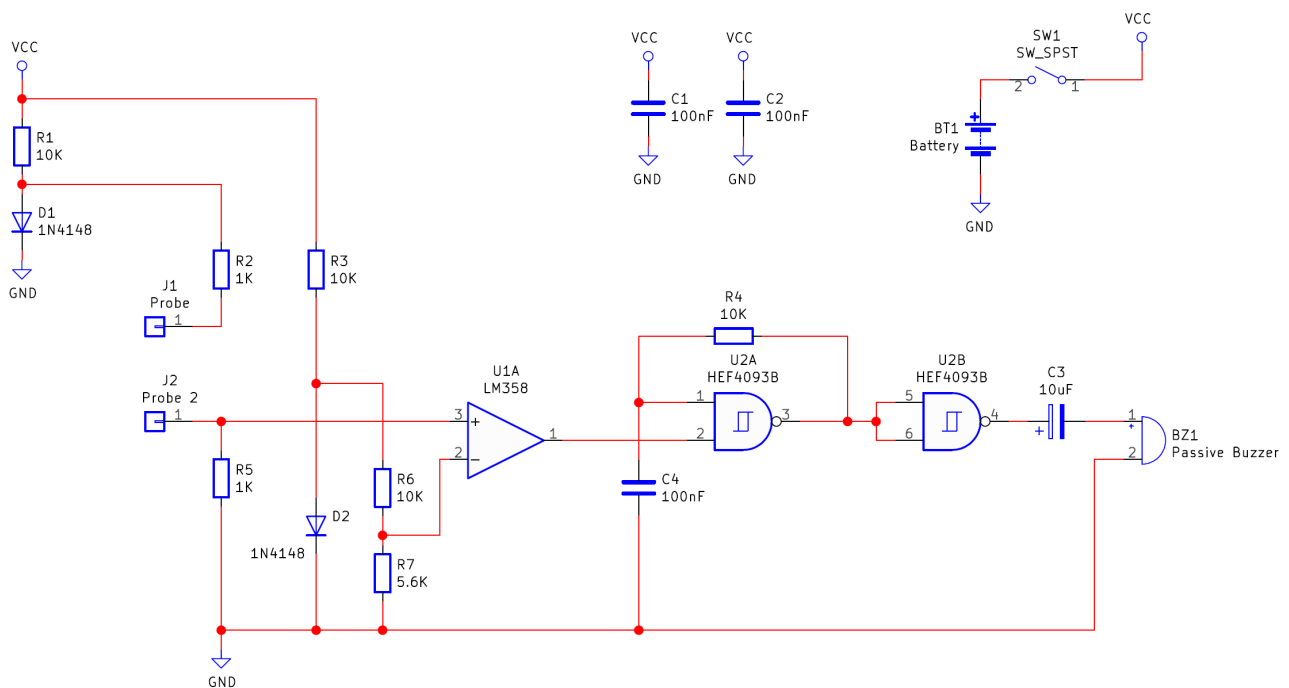 VCC
R1
10K
D1
1N4148
GND
R2
1K
J1
Probe
1
J2
Probe 2
1
R5
1K
GND
R3
10K
D2
1N4148
R6
10K
R7
5.6K
U1A
LM358
3
+
2
−
1
VCC
C1
100nF
GND
VCC
C2
100nF
GND
R4
10K
U2A
HEF4093B
1
2
3
C4
100nF
U2B
HEF4093B
5
6
4
C3
10uF
+
1
+
2
BZ1
Passive Buzzer
SW1
SW_SPST
2
1
VCC
+
BT1
Battery
GND